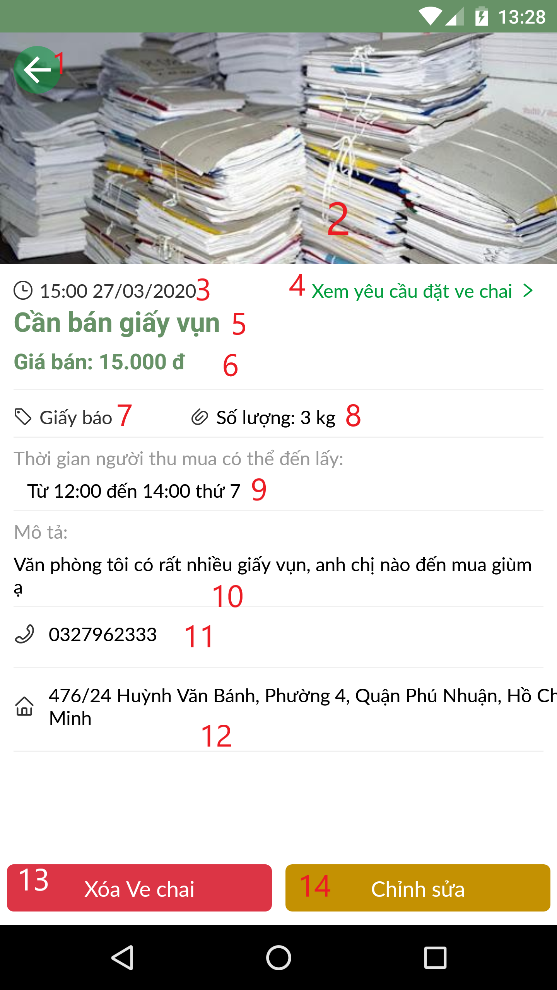 13:28
1
2
15:00 27/03/2020 3
4 Xem yêu cầu đặt ve chai >
Cần bán giấy vụn 5
Giá bán: 15.000 đ 6
Giấy báo 7
Số lượng: 3 kg 8
Thời gian người thu mua có thể đến lấy:
Từ 12:00 đến 14:00 thứ 7 9
Mô tả:
Văn phòng tôi có rất nhiều giấy vụn, anh chị nào đến mua giùm
ạ 10
0327962333 11
476/24 Huỳnh Văn Bánh, Phường 4, Quận Phú Nhuận, Hồ Ch
Minh 12
13 Xóa Ve chai
14 Chỉnh sửa